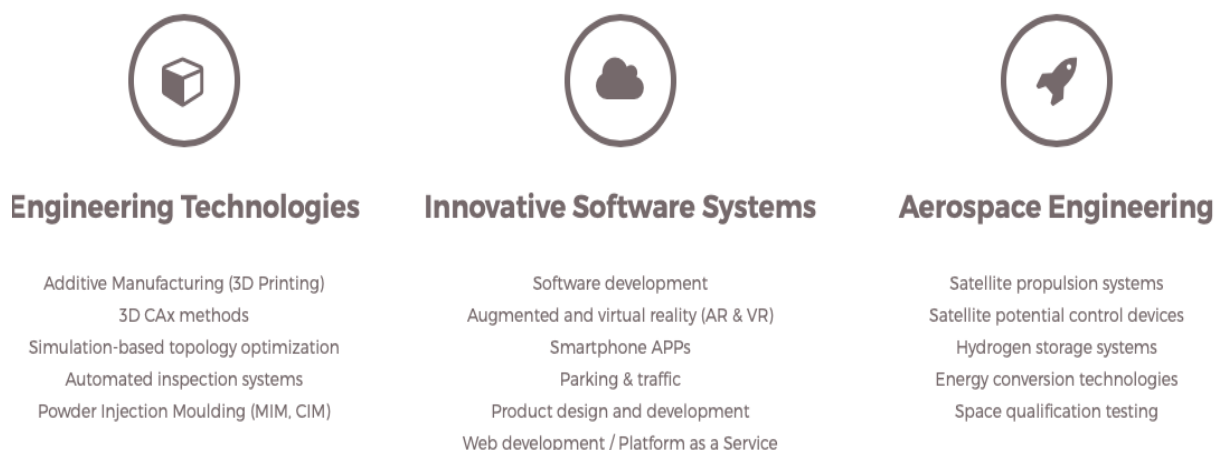 Engineering Technologies
Additive Manufacturing (3D Printing)
3D CAx methods
Simulation-based topology optimization
Automated inspection systems
Powder Injection Moulding (MIM, CIM)
Innovative Software Systems
Software development
Augmented and virtual reality (AR & VR)
Smartphone APPs
Parking & traffic
Product design and development
Web development / Platform as a Service
Aerospace Engineering
Satellite propulsion systems
Satellite potential control devices
Hydrogen storage systems
Energy conversion technologies
Space qualification testing